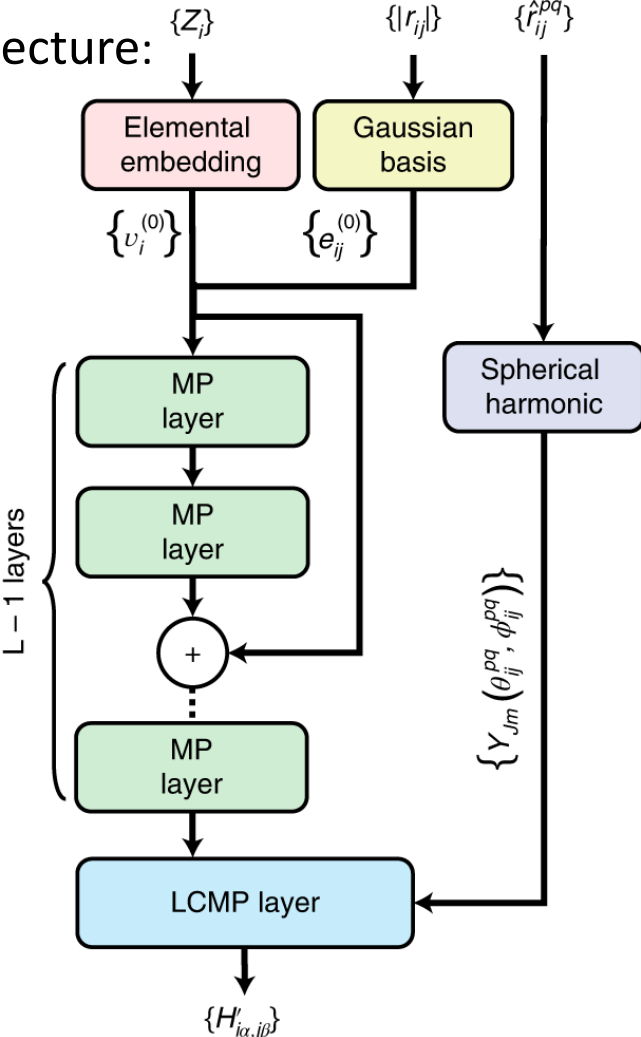 ecture:
{Z_i} {|r_ij|} {r̂_ij^pq}
Elemental
embedding
Gaussian
basis
{v_i^(0)} {e_ij^(0)}
MP
layer
Spherical
harmonic
MP
layer
L – 1 layers
+
{Y_Jm (θ_ij^pq, ϕ_ij^pq)}
MP
layer
LCMP layer
{H′_iα,jβ}